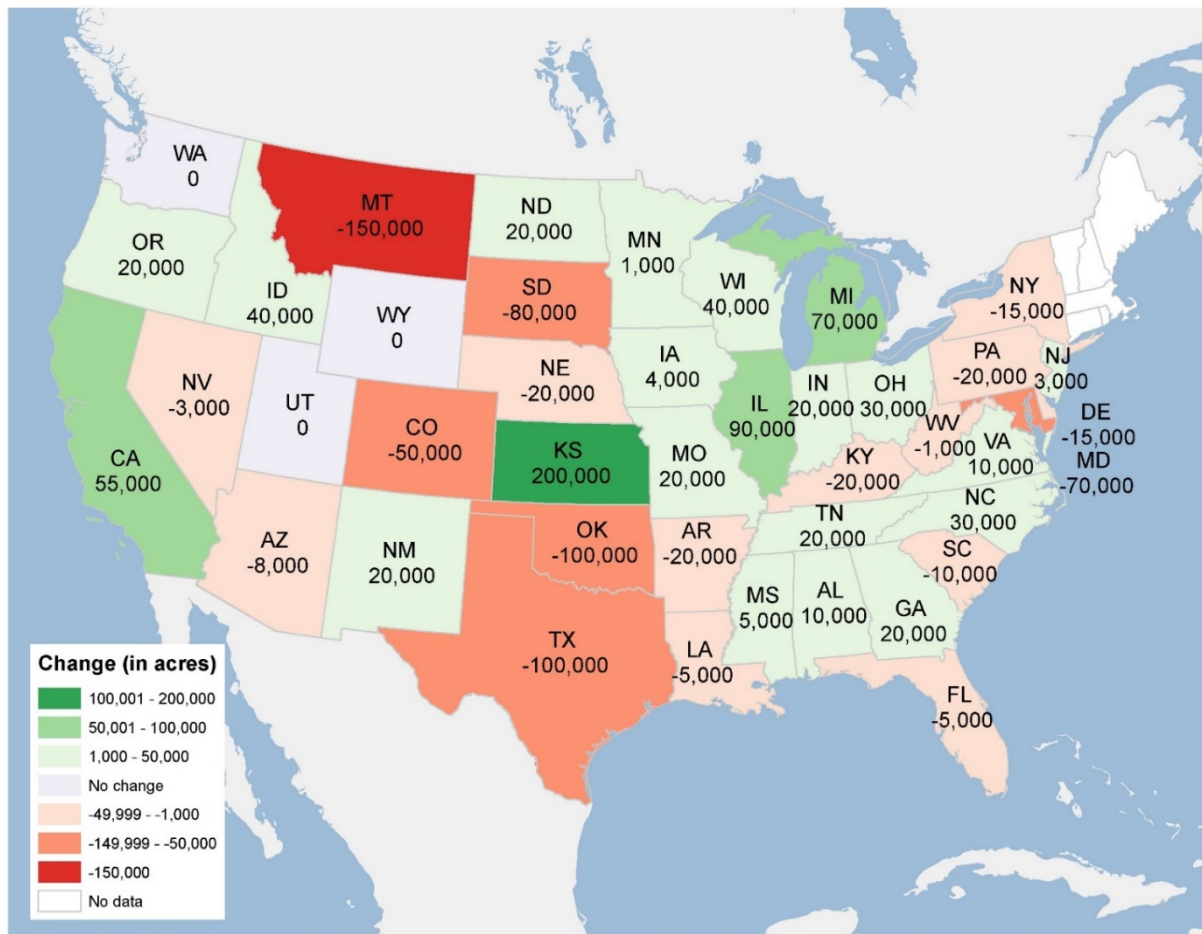 WA
0
MT
-150,000
ND
20,000
MN
1,000
OR
20,000
ID
40,000
WY
0
SD
-80,000
WI
40,000
MI
70,000
NY
-15,000
NV
-3,000
UT
0
CO
-50,000
NE
-20,000
IA
4,000
IL
90,000
IN
20,000
OH
30,000
PA
-20,000
NJ
3,000
CA
55,000
KS
200,000
MO
20,000
KY
-20,000
WV
-1,000
VA
10,000
DE
-15,000
MD
-70,000
AZ
-8,000
NM
20,000
OK
-100,000
AR
-20,000
TN
20,000
NC
30,000
SC
-10,000
TX
-100,000
LA
-5,000
MS
5,000
AL
10,000
GA
20,000
FL
-5,000
Change (in acres)
100,001 - 200,000
50,001 - 100,000
1,000 - 50,000
No change
-49,999 - -1,000
-149,999 - -50,000
-150,000
No data